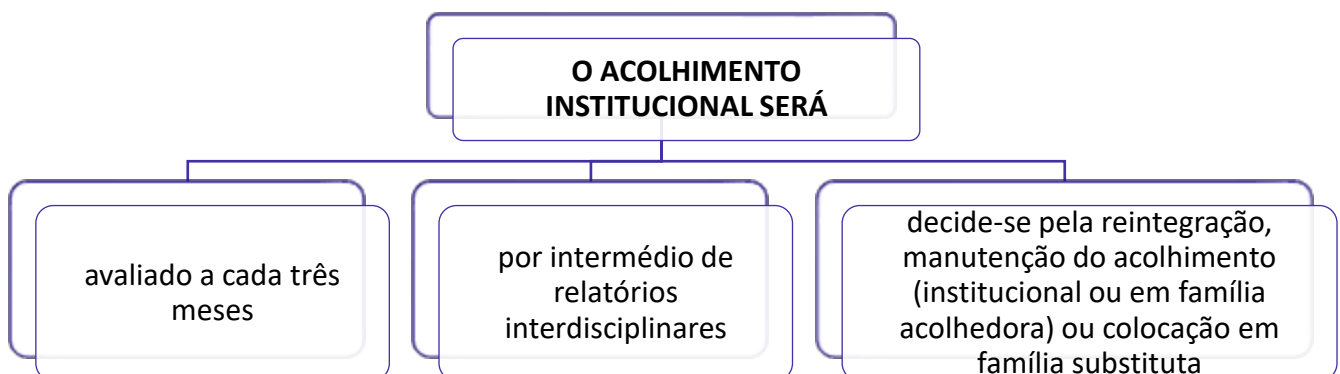 O ACOLHIMENTO
INSTITUCIONAL SERÁ
avaliado a cada três
meses
por intermédio de
relatórios
interdisciplinares
decide-se pela reintegração,
manutenção do acolhimento
(institucional ou em família
acolhedora) ou colocação em
família substituta